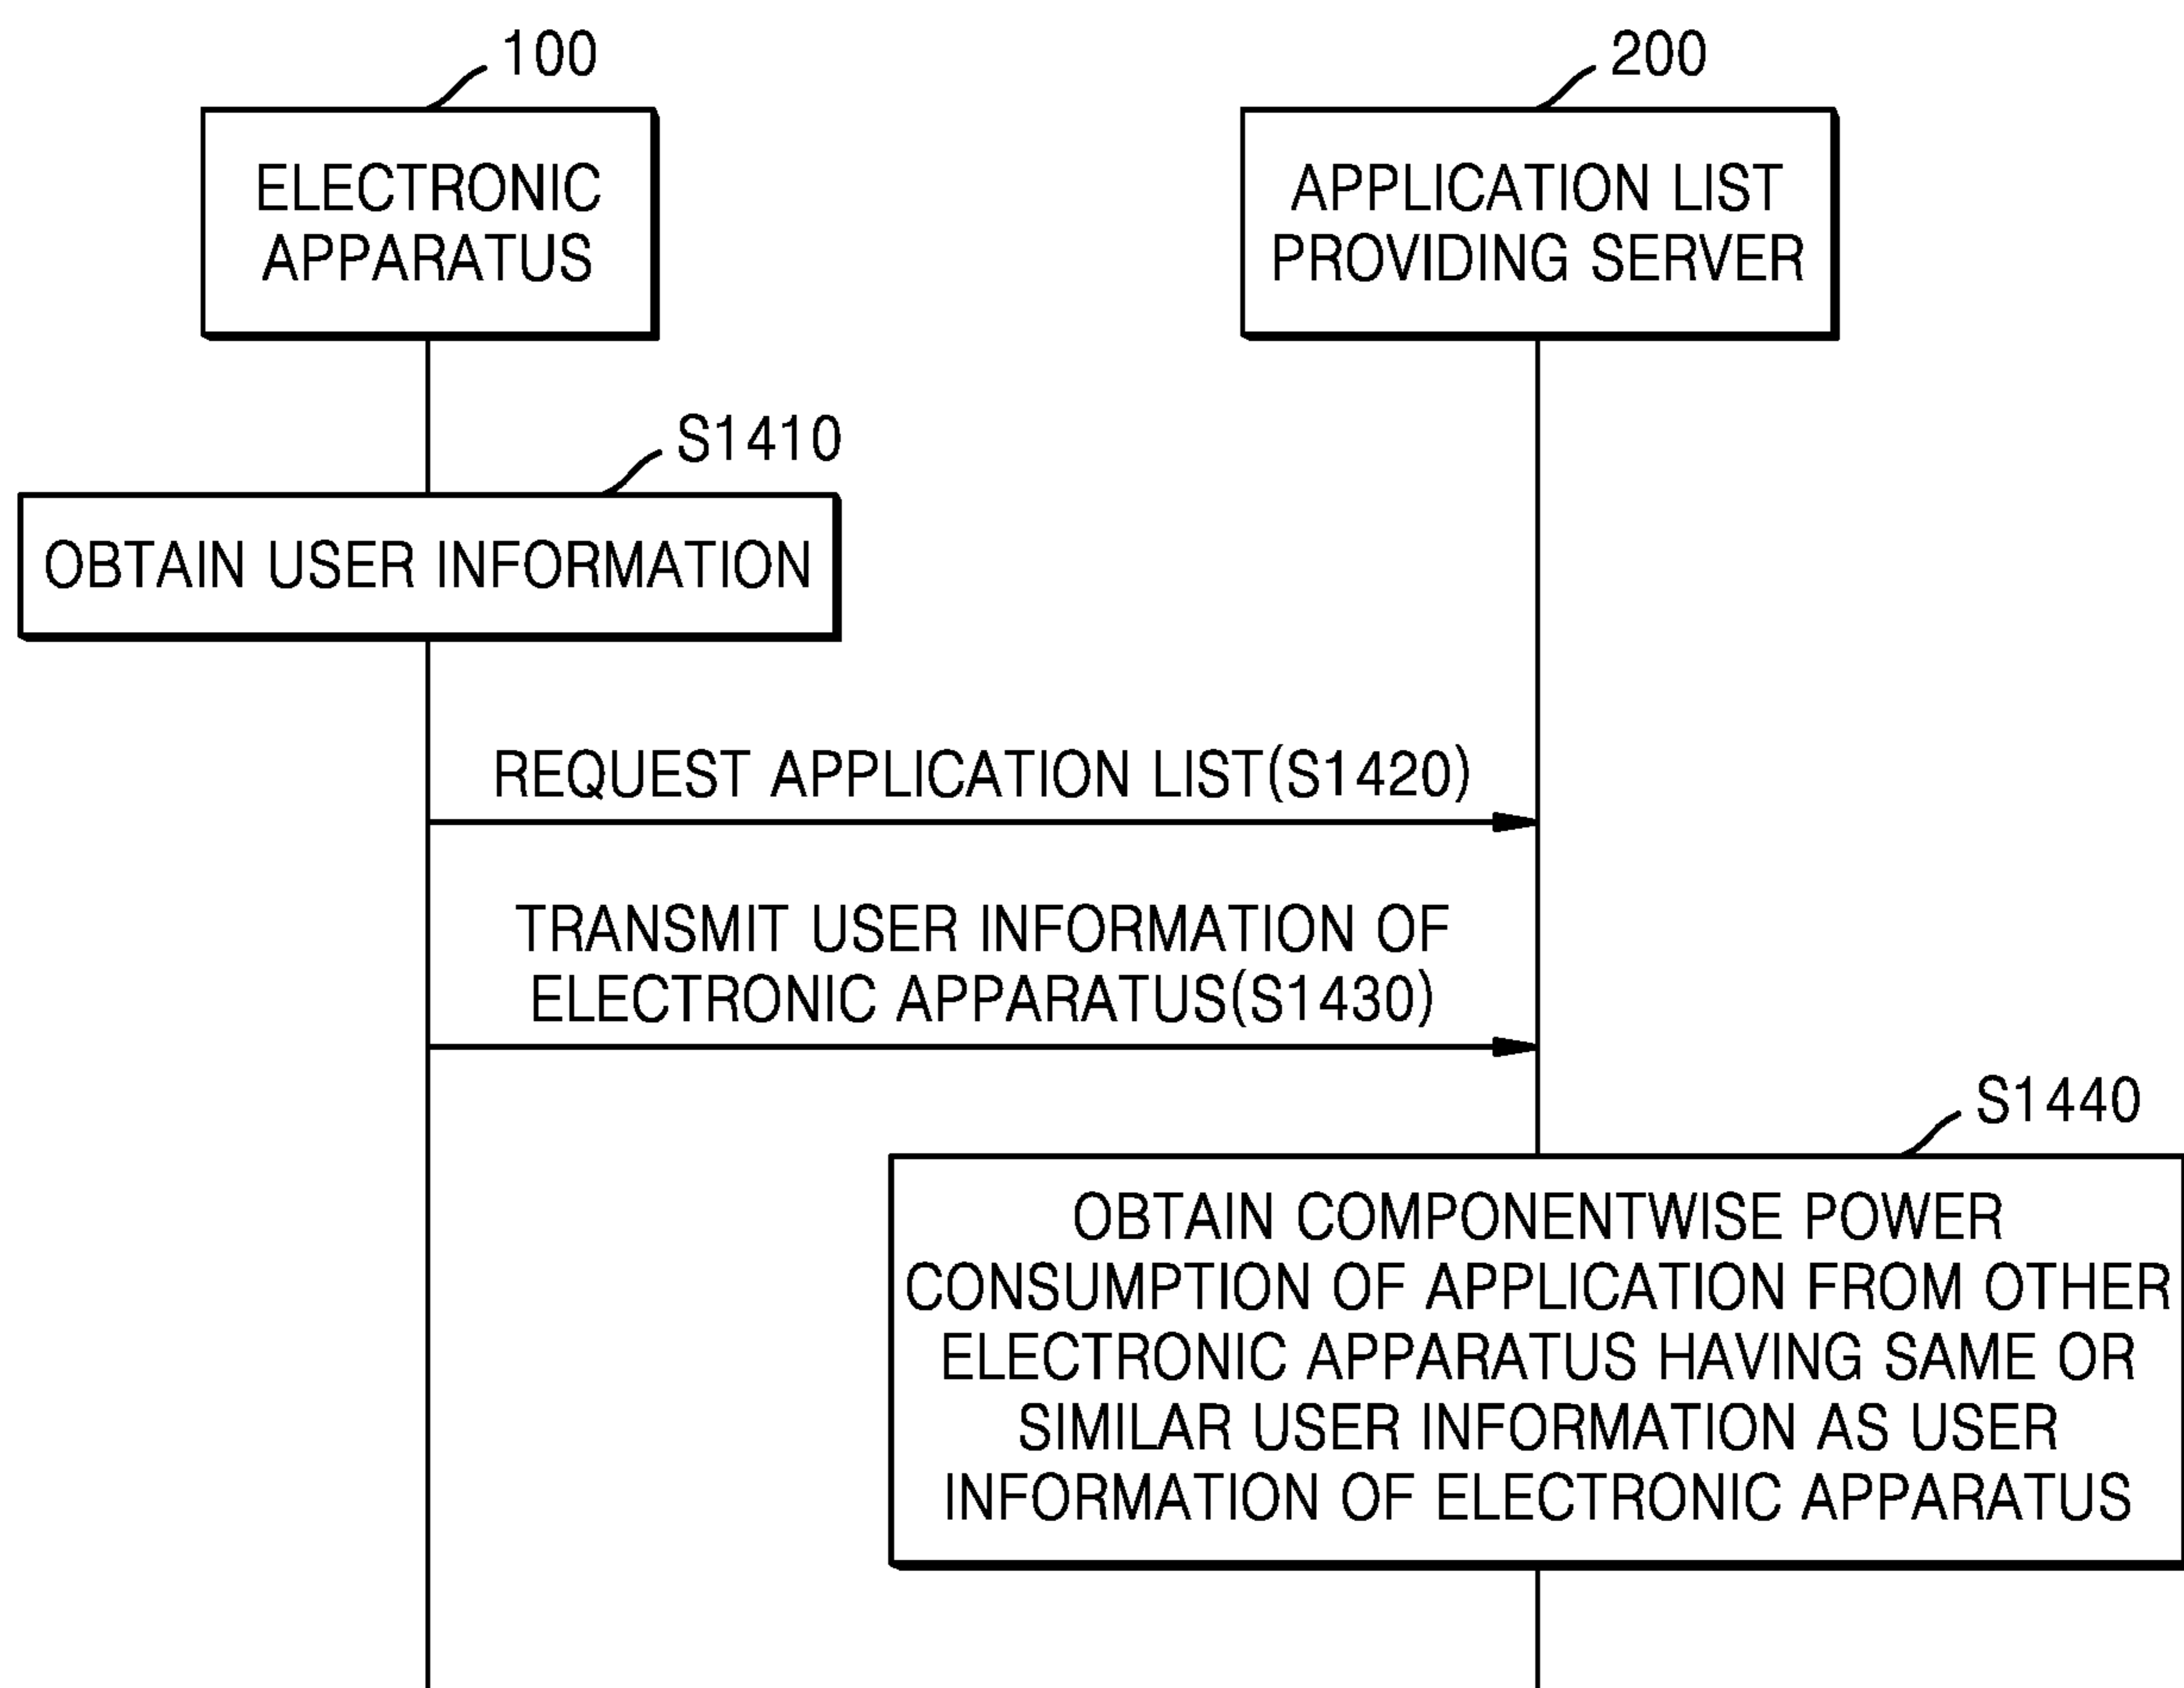 100
200
ELECTRONIC
APPARATUS
APPLICATION LIST
PROVIDING SERVER
S1410
OBTAIN USER INFORMATION
REQUEST APPLICATION LIST(S1420)
TRANSMIT USER INFORMATION OF
ELECTRONIC APPARATUS(S1430)
S1440
OBTAIN COMPONENTWISE POWER
CONSUMPTION OF APPLICATION FROM OTHER
ELECTRONIC APPARATUS HAVING SAME OR
SIMILAR USER INFORMATION AS USER
INFORMATION OF ELECTRONIC APPARATUS